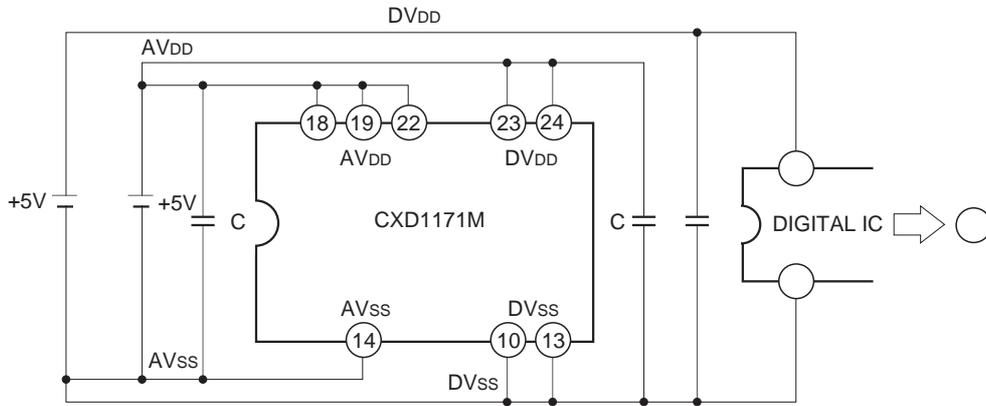 DVDD
AVDD
18 19 22 23 24
AVDD DVDD
+5V +5V C CXD1171M C DIGITAL IC
AVSS DVSS
14 10 13
AVSS
DVSS